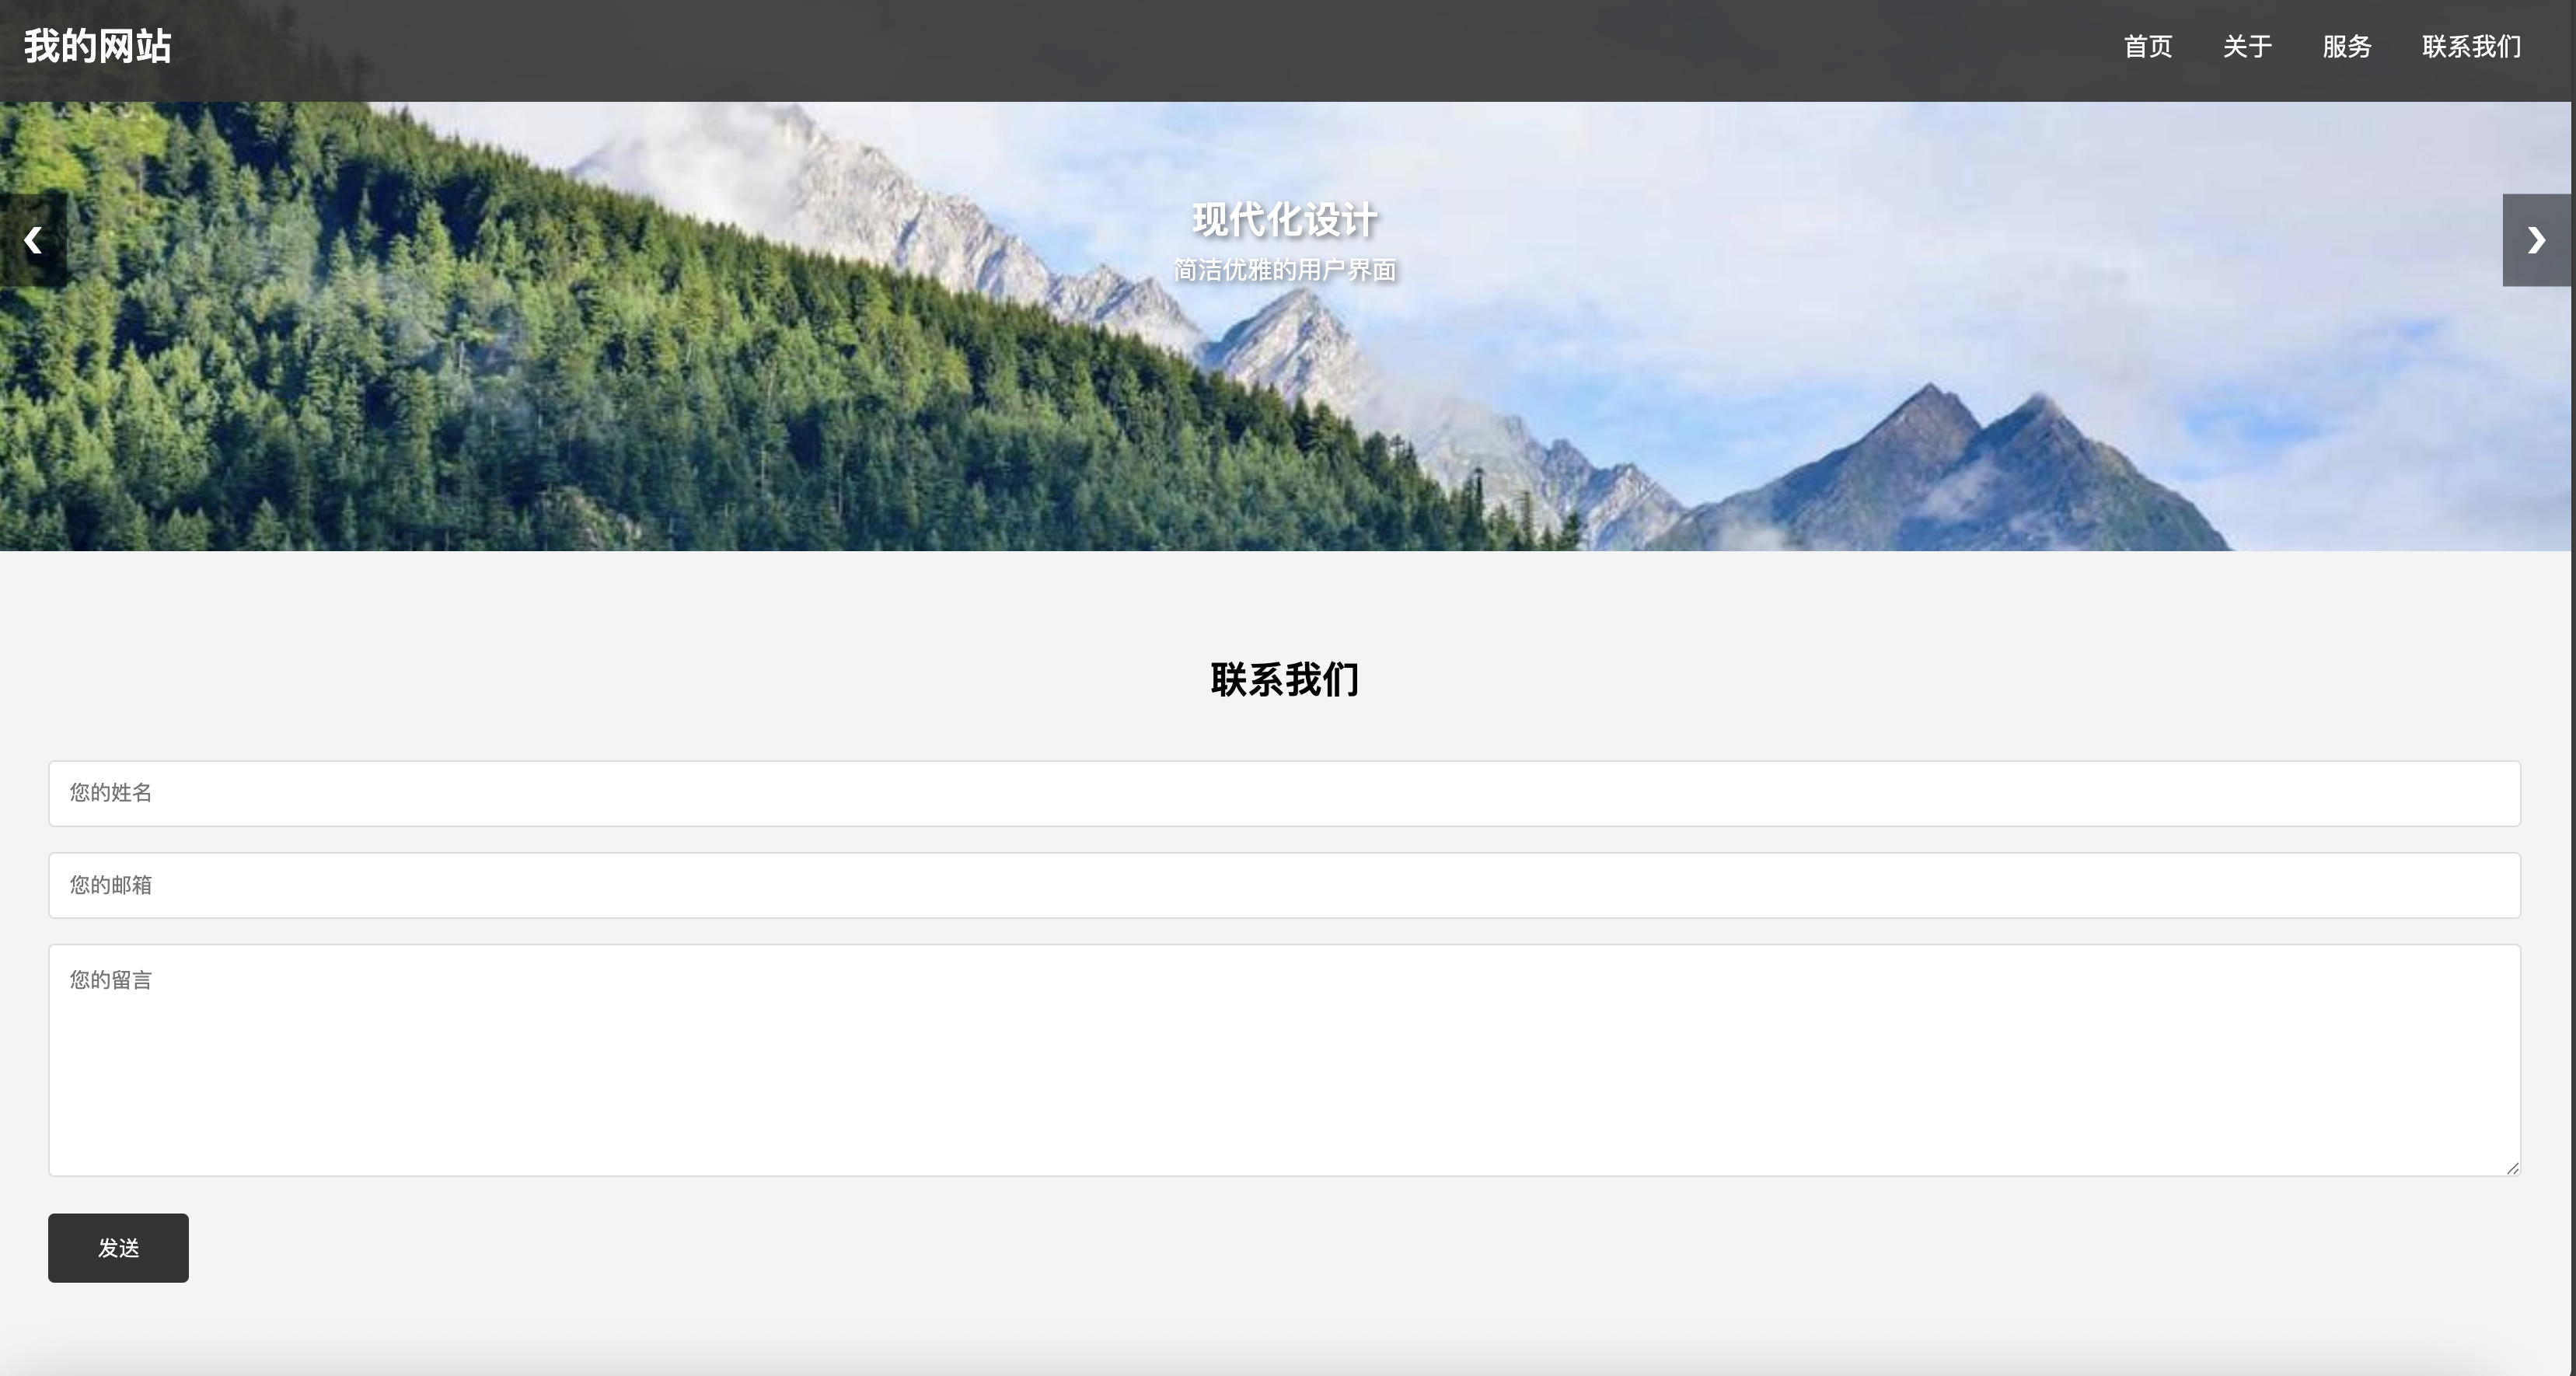 我的网站
首页 关于 服务 联系我们
❮
❯
现代化设计
简洁优雅的用户界面
联系我们
您的姓名
您的邮箱
您的留言
发送